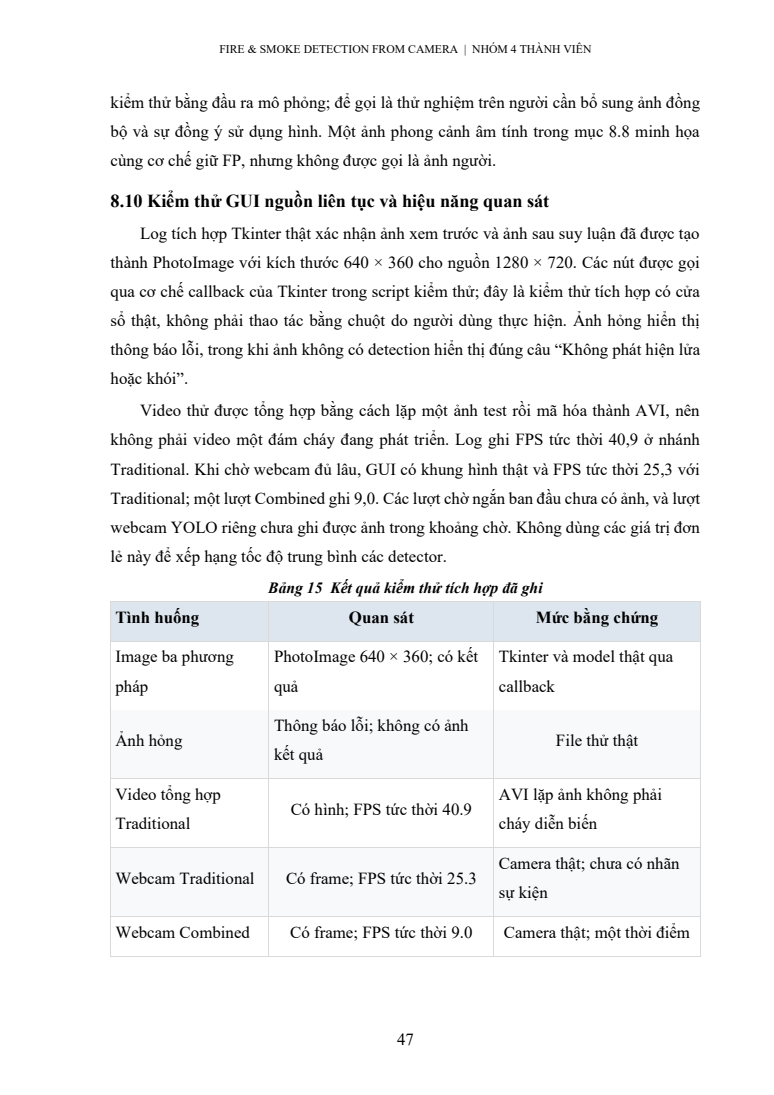 FIRE & SMOKE DETECTION FROM CAMERA | NHÓM 4 THÀNH VIÊN
kiểm thử bằng đầu ra mô phỏng; để gọi là thử nghiệm trên người cần bổ sung ảnh đồng
bộ và sự đồng ý sử dụng hình. Một ảnh phong cảnh âm tính trong mục 8.8 minh họa
cùng cơ chế giữ FP, nhưng không được gọi là ảnh người.
8.10 Kiểm thử GUI nguồn liên tục và hiệu năng quan sát
Log tích hợp Tkinter thật xác nhận ảnh xem trước và ảnh sau suy luận đã được tạo
thành PhotoImage với kích thước 640 × 360 cho nguồn 1280 × 720. Các nút được gọi
qua cơ chế callback của Tkinter trong script kiểm thử; đây là kiểm thử tích hợp có cửa
sổ thật, không phải thao tác bằng chuột do người dùng thực hiện. Ảnh hỏng hiển thị
thông báo lỗi, trong khi ảnh không có detection hiển thị đúng câu “Không phát hiện lửa
hoặc khói”.
Video thử được tổng hợp bằng cách lặp một ảnh test rồi mã hóa thành AVI, nên
không phải video một đám cháy đang phát triển. Log ghi FPS tức thời 40,9 ở nhánh
Traditional. Khi chờ webcam đủ lâu, GUI có khung hình thật và FPS tức thời 25,3 với
Traditional; một lượt Combined ghi 9,0. Các lượt chờ ngắn ban đầu chưa có ảnh, và lượt
webcam YOLO riêng chưa ghi được ảnh trong khoảng chờ. Không dùng các giá trị đơn
lẻ này để xếp hạng tốc độ trung bình các detector.
Bảng 15 Kết quả kiểm thử tích hợp đã ghi
Tình huống Quan sát Mức bằng chứng
Image ba phương PhotoImage 640 × 360; có kết Tkinter và model thật qua
pháp quả callback
Ảnh hỏng Thông báo lỗi; không có ảnh File thử thật
kết quả
Video tổng hợp Có hình; FPS tức thời 40.9 AVI lặp ảnh không phải
Traditional cháy diễn biến
Webcam Traditional Có frame; FPS tức thời 25.3 Camera thật; chưa có nhãn
sự kiện
Webcam Combined Có frame; FPS tức thời 9.0 Camera thật; một thời điểm
47